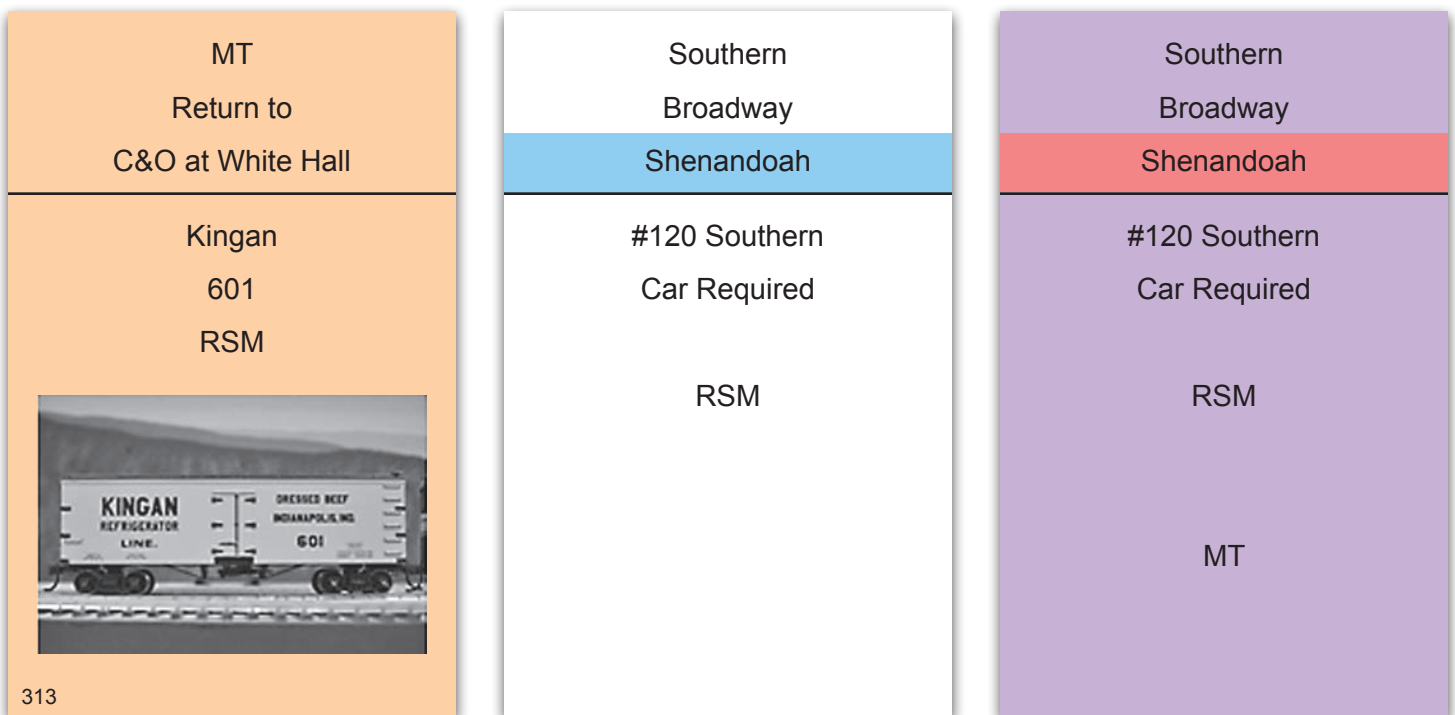 MT
Return to
C&O at White Hall
Kingan
601
RSM
KINGAN
REFRIGERATOR
LINE.
DRESSED BEEF
INDIANAPOLIS, IND.
601
313
Southern
Broadway
Shenandoah
#120 Southern
Car Required
RSM
Southern
Broadway
Shenandoah
#120 Southern
Car Required
RSM
MT